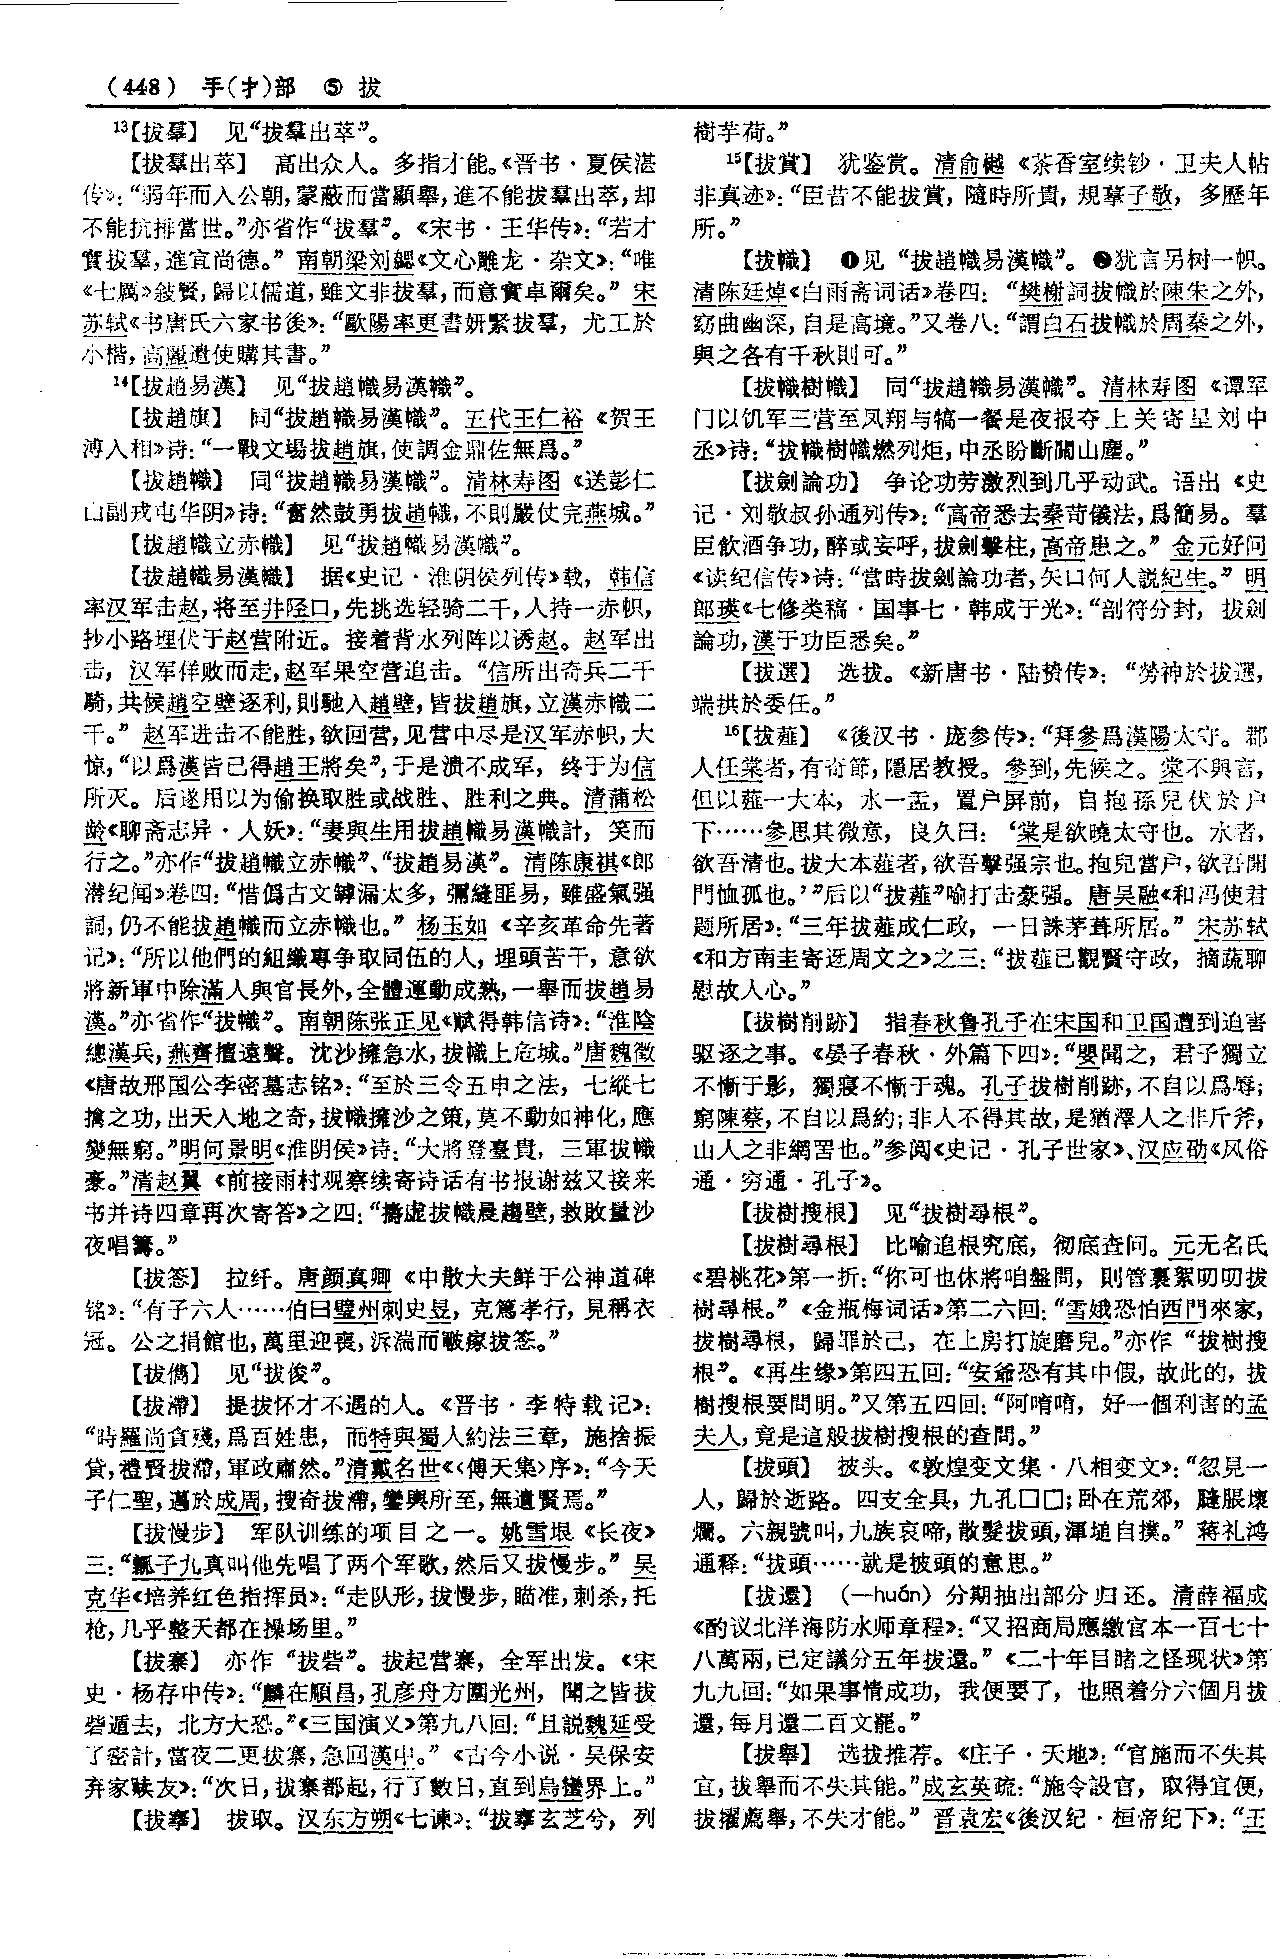 （448） 手(扌)部 ⑤ 拔
¹³【拔羣】 见“拔羣出萃”。
【拔羣出萃】 高出众人。多指才能。《晋书·夏侯湛
传》：“弱年而入公朝，蒙蔽而當顯舉，進不能拔羣出萃，却
不能抗排當世。”亦省作“拔羣”。《宋书·王华传》：“若才
實拔羣，進宜尚德。” 南朝梁刘勰《文心雕龙·杂文》：“唯
《七厲》敍賢，歸以儒道，雖文非拔羣，而意實卓爾矣。” 宋
苏轼《书唐氏六家书後》：“歐陽率更書妍緊拔羣， 尤工於
小楷，高麗遣使購其書。”
¹⁴【拔趙易漢】 见“拔趙幟易漢幟”。
【拔趙旗】 同“拔趙幟易漢幟”。五代王仁裕 《贺王
溥入相》诗：“一戰文場拔趙旗，使調金鼎佐無爲。”
【拔趙幟】 同“拔趙幟易漢幟”。清林寿图 《送彭仁
山副戎屯华阴》诗：“奮然鼓勇拔趙幟，不則嚴仗完燕城。”
【拔趙幟立赤幟】 见“拔趙幟易漢幟”。
【拔趙幟易漢幟】 据《史记·淮阴侯列传》载， 韩信
率汉军击赵，将至井陉口，先挑选轻骑二千，人持一赤帜，
抄小路埋伏于赵营附近。接着背水列阵以诱赵。赵军出
击， 汉军佯败而走，赵军果空营追击。“信所出奇兵二千
騎，共候趙空壁逐利，則馳入趙壁，皆拔趙旗，立漢赤幟二
千。” 赵军进击不能胜，欲回营，见营中尽是汉军赤帜，大
惊，“以爲漢皆已得趙王將矣”，于是溃不成军， 终于为信
所灭。后遂用以为偷换取胜或战胜、胜利之典。清蒲松
龄《聊斋志异·人妖》：“妻與生用拔趙幟易漢幟計， 笑而
行之。”亦作“拔趙幟立赤幟”、“拔趙易漢”。清陈康祺《郎
潜纪闻》卷四：“惜僞古文罅漏太多，彌縫匪易，雖盛氣强
詞，仍不能拔趙幟而立赤幟也。” 杨玉如 《辛亥革命先著
记》：“所以他們的組織專争取同伍的人，埋頭苦干，意欲
將新軍中除滿人與官長外，全體運動成熟，一舉而拔趙易
漢。”亦省作“拔幟”。南朝陈张正见《赋得韩信诗》：“淮陰
總漢兵，燕齊擅遠聲。沈沙擁急水，拔幟上危城。”唐魏徵
《唐故邢国公李密墓志铭》：“至於三令五申之法， 七縱七
擒之功，出天入地之奇，拔幟擁沙之策，莫不動如神化，應
變無窮。”明何景明《淮阴侯》诗：“大將登臺貴， 三軍拔幟
豪。”清赵翼 《前接雨村观察续寄诗话有书报谢兹又接来
书并诗四章再次寄答》之四：“擣虚拔幟晨趨壁，救敗量沙
夜唱籌。”
【拔笭】 拉纤。唐颜真卿 《中散大夫鲜于公神道碑
铭》：“有子六人……伯曰璧州刺史昱， 克篤孝行，見稱衣
冠。公之捐館也，萬里迎喪，泝湍而皸瘃拔笭。”
【拔儁】 见“拔俊”。
【拔滯】 提拔怀才不遇的人。《晋书·李特载记》：
“時羅尚貪殘，爲百姓患， 而特與蜀人約法三章， 施捨振
貸，禮賢拔滯，軍政肅然。”清戴名世《〈傅天集〉序》：“今天
子仁聖，邁於成周，搜奇拔滯，鑾輿所至，無遺賢焉。”
【拔慢步】 军队训练的项目之一。姚雪垠《长夜》
三：“瓤子九真叫他先唱了两个军歌，然后又拔慢步。” 吴
克华《培养红色指挥员》：“走队形，拔慢步，瞄准，刺杀，托
枪，几乎整天都在操场里。”
【拔寨】 亦作“拔砦”。拔起营寨，全军出发。《宋
史·杨存中传》：“麟在順昌，孔彦舟方圍光州， 聞之皆拔
砦遁去， 北方大恐。”《三国演义》第九八回：“且説魏延受
了密計，當夜二更拔寨，急回漢中。” 《古今小说·吴保安
弃家赎友》：“次日，拔寨都起，行了數日，直到烏蠻界上。”
【拔搴】 拔取。汉东方朔《七谏》：“拔搴玄芝兮， 列
樹芋荷。”
¹⁵【拔賞】 犹鉴赏。清俞樾 《茶香室续钞·卫夫人帖
非真迹》：“臣昔不能拔賞，隨時所貴，規摹子敬， 多歷年
所。”
【拔幟】 ❶见 “拔趙幟易漢幟”。❷犹言另树一帜。
清陈廷焯《白雨斋词话》卷四：“樊榭詞拔幟於陳朱之外，
窈曲幽深，自是高境。”又卷八：“謂白石拔幟於周秦之外，
與之各有千秋則可。”
【拔幟樹幟】 同“拔趙幟易漢幟”。清林寿图 《谭军
门以饥军三营至凤翔与犒一餐是夜报夺上关寄呈刘中
丞》诗：“拔幟樹幟燃列炬，中丞盼斷關山塵。”
【拔劍論功】 争论功劳激烈到几乎动武。语出 《史
记·刘敬叔孙通列传》：“高帝悉去秦苛儀法，爲簡易。羣
臣飲酒争功，醉或妄呼，拔劍擊柱，高帝患之。” 金元好问
《读纪信传》诗：“當時拔劍論功者，矢口何人説紀生。” 明
郎瑛《七修类稿·国事七·韩成于光》：“剖符分封， 拔劍
論功，漢于功臣悉矣。”
【拔選】 选拔。《新唐书·陆贽传》：“勞神於拔選，
端拱於委任。”
¹⁶【拔薤】 《後汉书·庞参传》：“拜參爲漢陽太守。郡
人任棠者，有奇節，隱居教授。參到，先候之。棠不與言，
但以薤一大本， 水一盂， 置户屏前， 自抱孫兒伏於户
下……參思其微意， 良久曰：‘棠是欲曉太守也。水者，
欲吾清也。拔大本薤者，欲吾擊强宗也。抱兒當户，欲吾開
門恤孤也。’”后以“拔薤”喻打击豪强。唐吴融《和冯使君
题所居》：“三年拔薤成仁政， 一日誅茅葺所居。” 宋苏轼
《和方南圭寄迓周文之》之三：“拔薤已觀賢守政， 摘蔬聊
慰故人心。”
【拔樹削跡】 指春秋鲁孔子在宋国和卫国遭到迫害
驱逐之事。《晏子春秋·外篇下四》：“嬰聞之， 君子獨立
不慚于影， 獨寢不慚于魂。孔子拔樹削跡，不自以爲辱；
窮陳蔡，不自以爲約；非人不得其故，是猶澤人之非斤斧，
山人之非網罟也。”参阅《史记·孔子世家》、汉应劭《风俗
通·穷通·孔子》。
【拔樹搜根】 见“拔樹尋根”。
【拔樹尋根】 比喻追根究底，彻底查问。元无名氏
《碧桃花》第一折：“你可也休將咱盤問， 則管裏絮叨叨拔
樹尋根。” 《金瓶梅词话》第二六回：“雪娥恐怕西門來家，
拔樹尋根， 歸罪於己， 在上房打旋磨兒。”亦作 “拔樹搜
根”。《再生缘》第四五回：“安爺恐有其中假，故此的，拔
樹搜根要問明。”又第五四回：“阿唷唷， 好一個利害的孟
夫人，竟是這般拔樹搜根的查問。”
【拔頭】 披头。《敦煌变文集·八相变文》：“忽見一
人， 歸於逝路。四支全具，九孔□□；卧在荒郊， 膖脹壞
爛。六親號叫，九族哀啼，散髮拔頭，渾塠自撲。” 蒋礼鸿
通释：“拔頭……就是披頭的意思。”
【拔還】 (—huán) 分期抽出部分归还。清薛福成
《酌议北洋海防水师章程》：“又招商局應繳官本一百七十
八萬兩，已定議分五年拔還。” 《二十年目睹之怪现状》第
九九回：“如果事情成功， 我便要了， 也照着分六個月拔
還，每月還二百文罷。”
【拔舉】 选拔推荐。《庄子·天地》：“官施而不失其
宜，拔舉而不失其能。”成玄英疏：“施令設官， 取得宜便，
拔擢薦舉，不失才能。” 晋袁宏《後汉纪·桓帝纪下》：“王